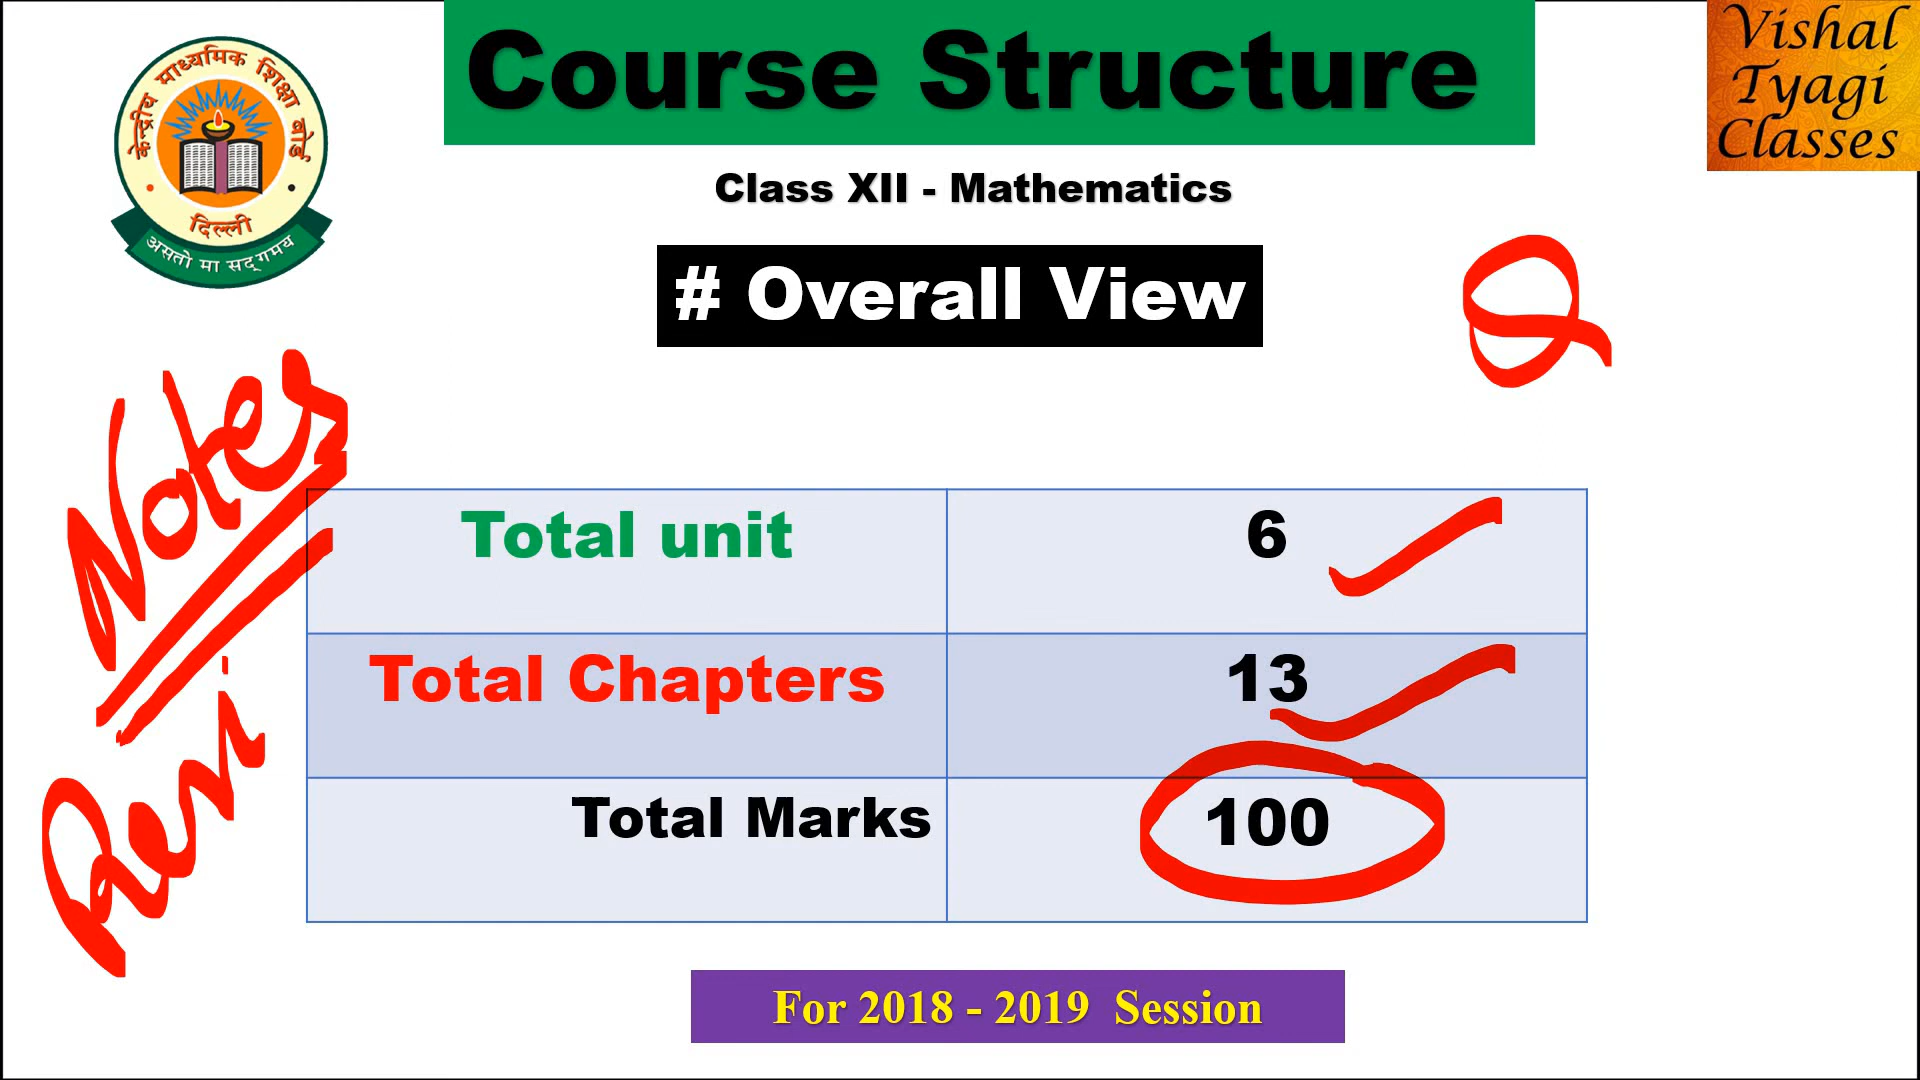 Course Structure
Vishal
Tyagi
Classes
केन्द्रीय माध्यमिक शिक्षा बोर्ड
दिल्ली
असतो मा सद्गमय
Class XII - Mathematics
# Overall View
Notes
Total unit 6
Total Chapters 13
Total Marks 100
For 2018 - 2019 Session